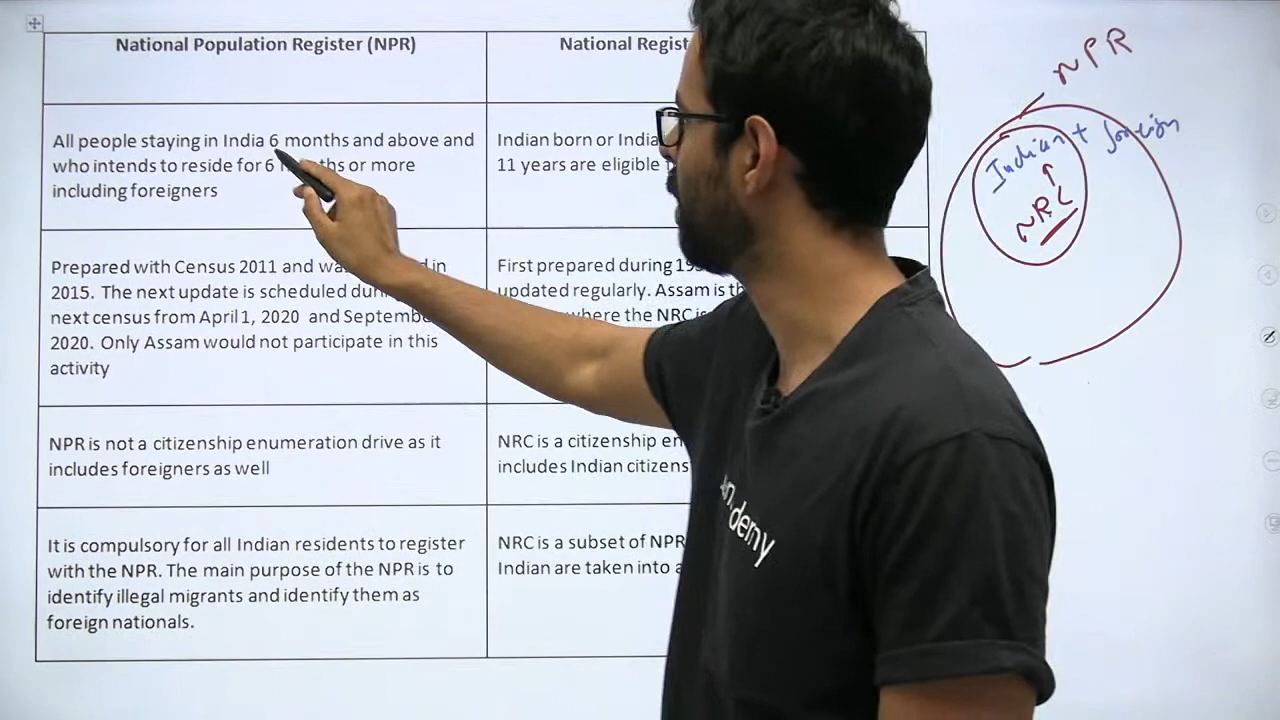 National Population Register (NPR)
National Regist
All people staying in India 6 months and above and
who intends to reside for 6 months or more
including foreigners
Indian born or India
11 years are eligible
Prepared with Census 2011 and was in
2015. The next update is scheduled
next census from April 1, 2020 and September
2020. Only Assam would not participate in this
activity
First prepared during 19
updated regularly. Assam is th
where the NRC is
NPR is not a citizenship enumeration drive as it
includes foreigners as well
NRC is a citizenship en
includes Indian citizens
It is compulsory for all Indian residents to register
with the NPR. The main purpose of the NPR is to
identify illegal migrants and identify them as
foreign nationals.
NRC is a subset of NPR
Indian are taken into a
NPR
Indian + foreign
NRC
demy